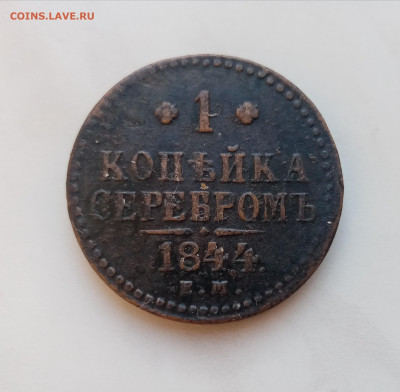 COINS.LAVE.RU
1
КОПѢЙКА
СЕРЕБРОМЪ
1844.
Е.М.